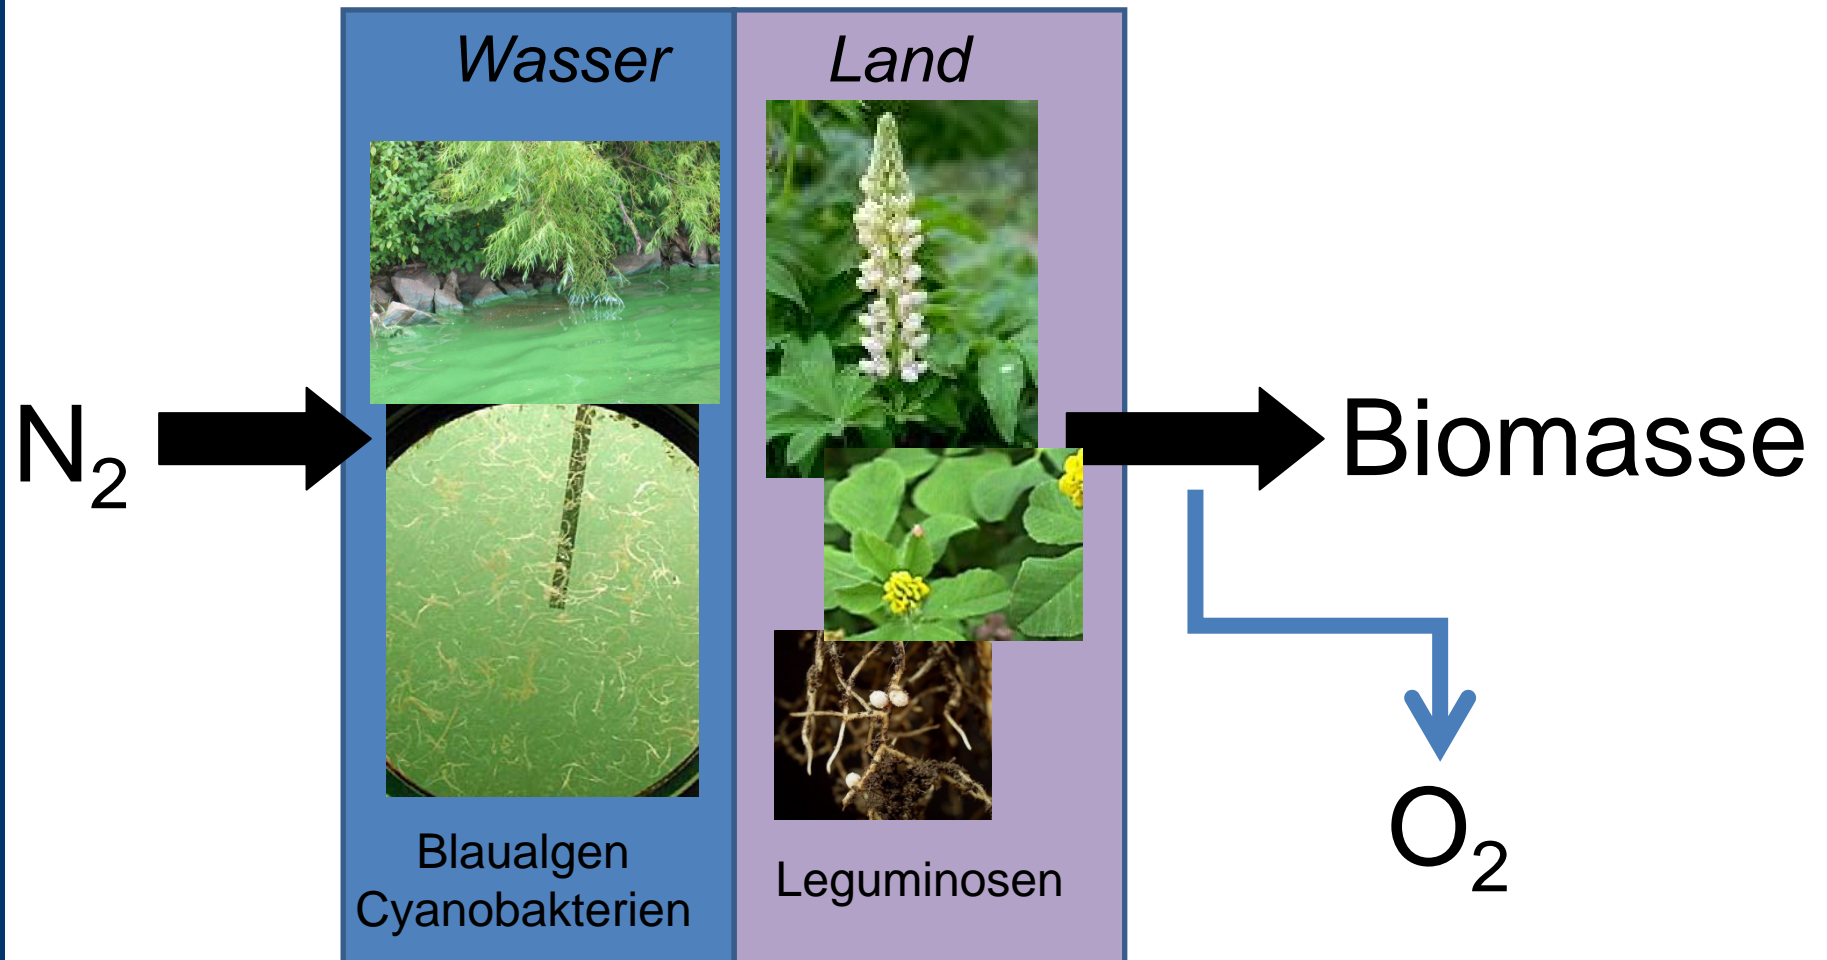 Wasser
Land
N₂
Biomasse
O₂
Blaualgen
Cyanobakterien
Leguminosen